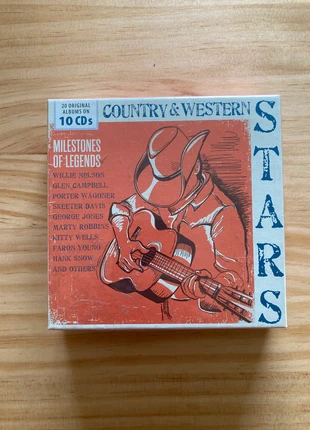 20 ORIGINAL
ALBUMS ON
10 CDs
COUNTRY & WESTERN
STARS
MILESTONES
OF LEGENDS
WILLIE NELSON
GLEN CAMPBELL
PORTER WAGONER
SKEETER DAVIS
GEORGE JONES
MARTY ROBBINS
KITTY WELLS
FARON YOUNG
HANK SNOW
AND OTHERS